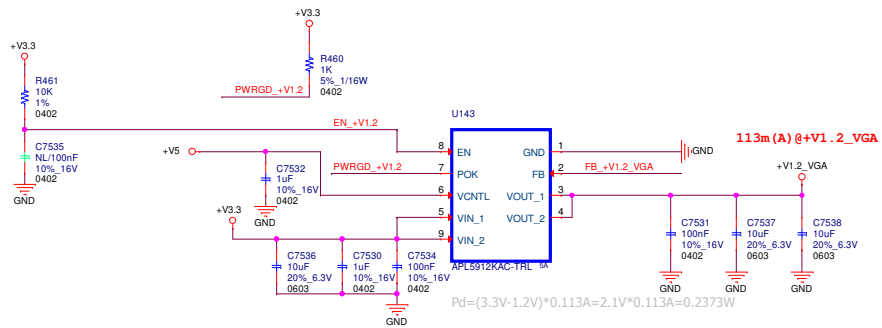 +V3.3
R460
1K
5%_1/16W
0402
PWRGD_+V1.2
+V3.3
R461
10K
1%
0402
EN_+V1.2
C7535
NL/100nF
10%_16V
0402
GND
+V5
C7532
1uF
10%_16V
0402
GND
PWRGD_+V1.2
U143
8 EN GND 1
7 POK FB 2
6 VCNTL VOUT_1 3
5 VIN_1 VOUT_2 4
9 VIN_2
APL5912KAC-TRL 5A
GND
FB_+V1.2_VGA
113m(A)@+V1.2_VGA
+V1.2_VGA
+V3.3
C7536
10uF
20%_6.3V
0603
C7530
1uF
10%_16V
0402
C7534
100nF
10%_16V
0402
GND
C7531
100nF
10%_16V
0402
GND
C7537
10uF
20%_6.3V
0603
GND
C7538
10uF
20%_6.3V
0603
GND
Pd=(3.3V-1.2V)*0.113A=2.1V*0.113A=0.2373W